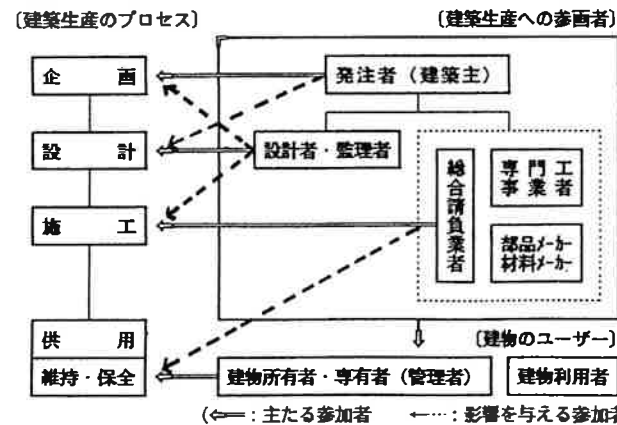 〔建築生産のプロセス〕
〔建築生産への参画者〕
企画
発注者（建築主）
設計
設計者・監理者
総合請負業者
専門工
事業者
施工
部品メーカー
材料メーカー
供用
〔建物のユーザー〕
維持・保全
建物所有者・専有者（管理者）
建物利用者
（⇐：主たる参加者　←…：影響を与える参加者